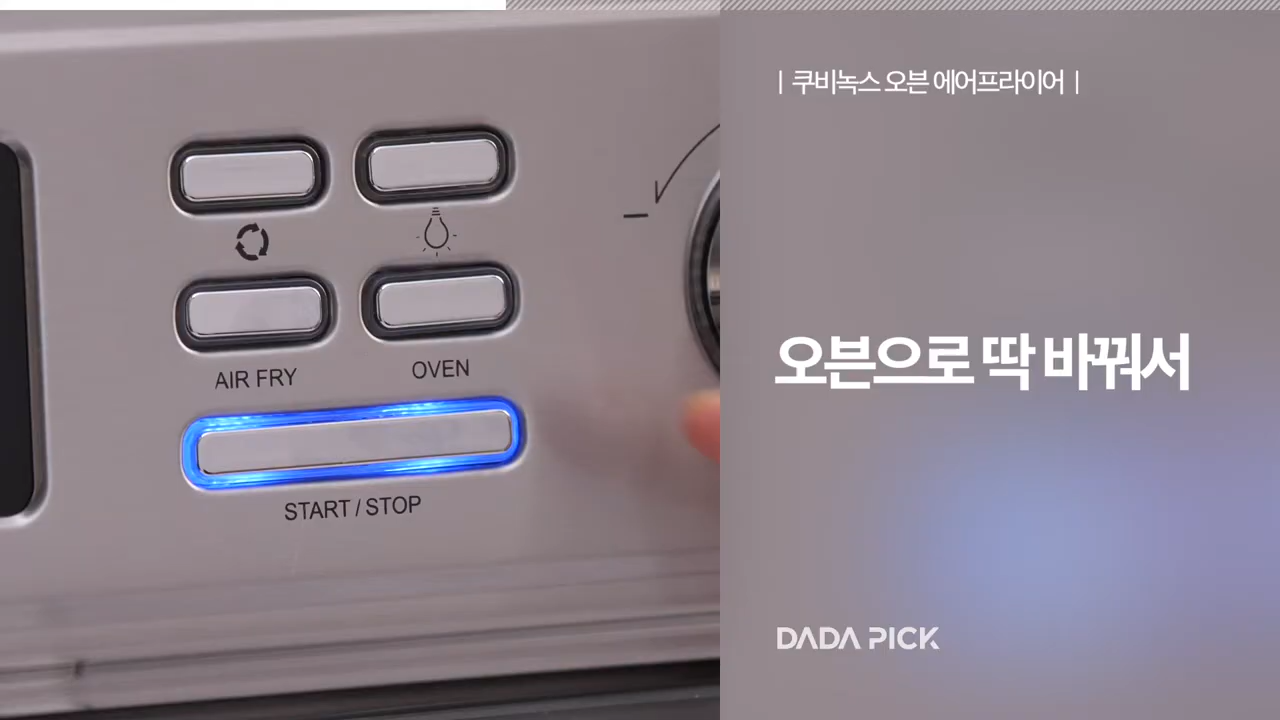 AIR FRY
OVEN
START / STOP
| 쿠비녹스 오븐 에어프라이어 |
오븐으로 딱 바꿔서
DADA PICK